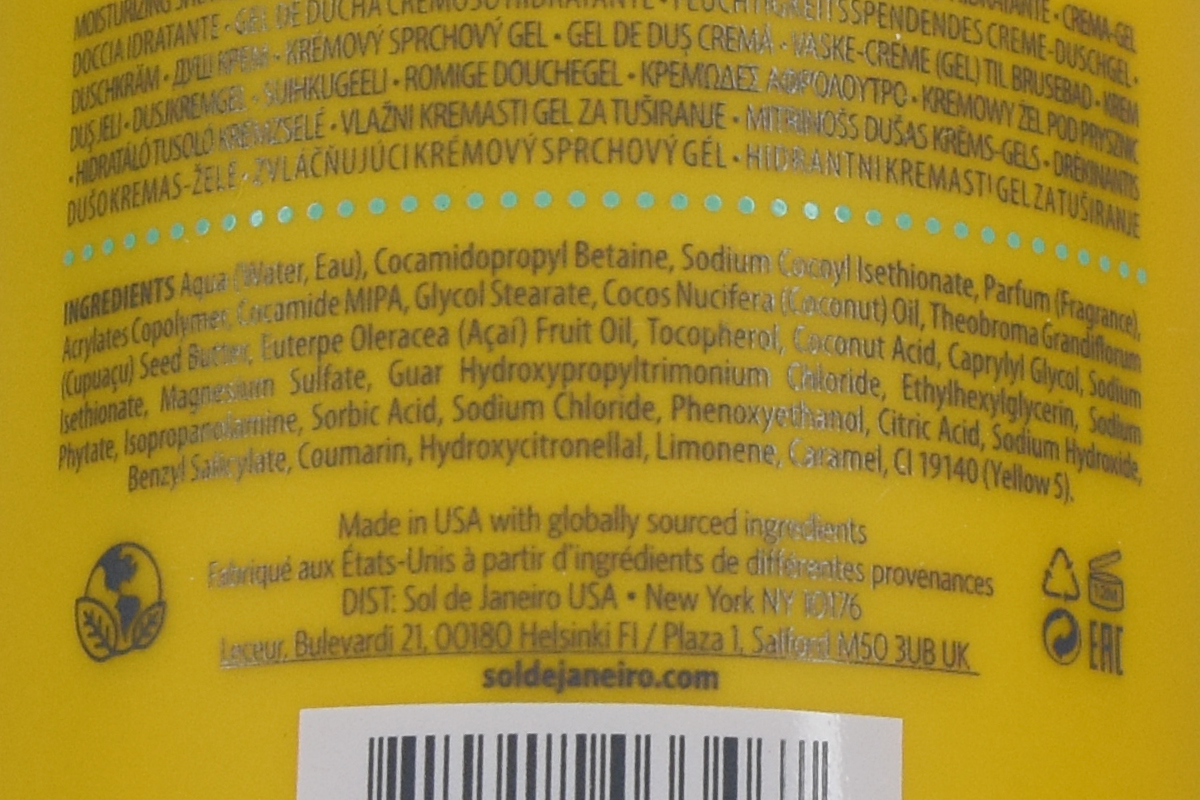 MOISTURIZING HIDRATANTE • CREMA-GEL
DOCCIA IDRATANTE • GEL DE DUCHA CREMOSO HIDRATANTE • FEUCHTIGKEITSSPENDENDES CREME-DUSCHGEL •
DUSCHKRÄM • ДУШ КРЕМ • KRÉMOVÝ SPRCHOVÝ GEL • GEL DE DUȘ CREMĂ • VASKE-CREME (GEL) TIL BRUSEBAD • KREM
DUȘ JELI • DUSJKREMGEL • SUIHKUGEELI • ROMIGE DOUCHEGEL • ΚΡΕΜΩΔΕΣ ΑΦΡΟΛΟΥΤΡΟ • KREMOWY ŻEL POD PRYSZNIC
• HIDRATÁLÓ TUSOLÓ KRÉMZSELÉ • VLAŽNI KREMASTI GEL ZA TUŠIRANJE • MITRINOŠS DUŠAS KRĒMS-GELS • DRĖKINANTIS
DUŠO KREMAS-ŽELĖ • ZVLÁČŇUJÚCI KRÉMOVÝ SPRCHOVÝ GÉL • HIDRANTNI KREMASTI GEL ZA TUŠIRANJE
INGREDIENTS Aqua (Water, Eau), Cocamidopropyl Betaine, Sodium Cocoyl Isethionate, Parfum (Fragrance),
Acrylates Copolymer, Cocamide MIPA, Glycol Stearate, Cocos Nucifera (Coconut) Oil, Theobroma Grandiflorum
(Cupuaçu) Seed Butter, Euterpe Oleracea (Açaí) Fruit Oil, Tocopherol, Coconut Acid, Caprylyl Glycol, Sodium
Isethionate, Magnesium Sulfate, Guar Hydroxypropyltrimonium Chloride, Ethylhexylglycerin, Sodium
Phytate, Isopropanolamine, Sorbic Acid, Sodium Chloride, Phenoxyethanol, Citric Acid, Sodium Hydroxide,
Benzyl Salicylate, Coumarin, Hydroxycitronellal, Limonene, Caramel, CI 19140 (Yellow 5).
Made in USA with globally sourced ingredients
Fabriqué aux États-Unis à partir d'ingrédients de différentes provenances
DIST: Sol de Janeiro USA • New York NY 10176
Leceur, Bulevardi 21, 00180 Helsinki FI / Plaza 1, Salford M50 3UB UK
soldejaneiro.com
12M
EAC